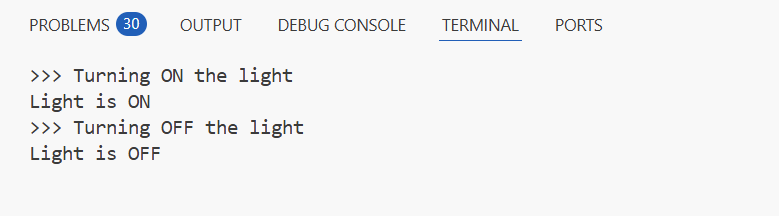 PROBLEMS 30 OUTPUT DEBUG CONSOLE TERMINAL PORTS
>>> Turning ON the light
Light is ON
>>> Turning OFF the light
Light is OFF